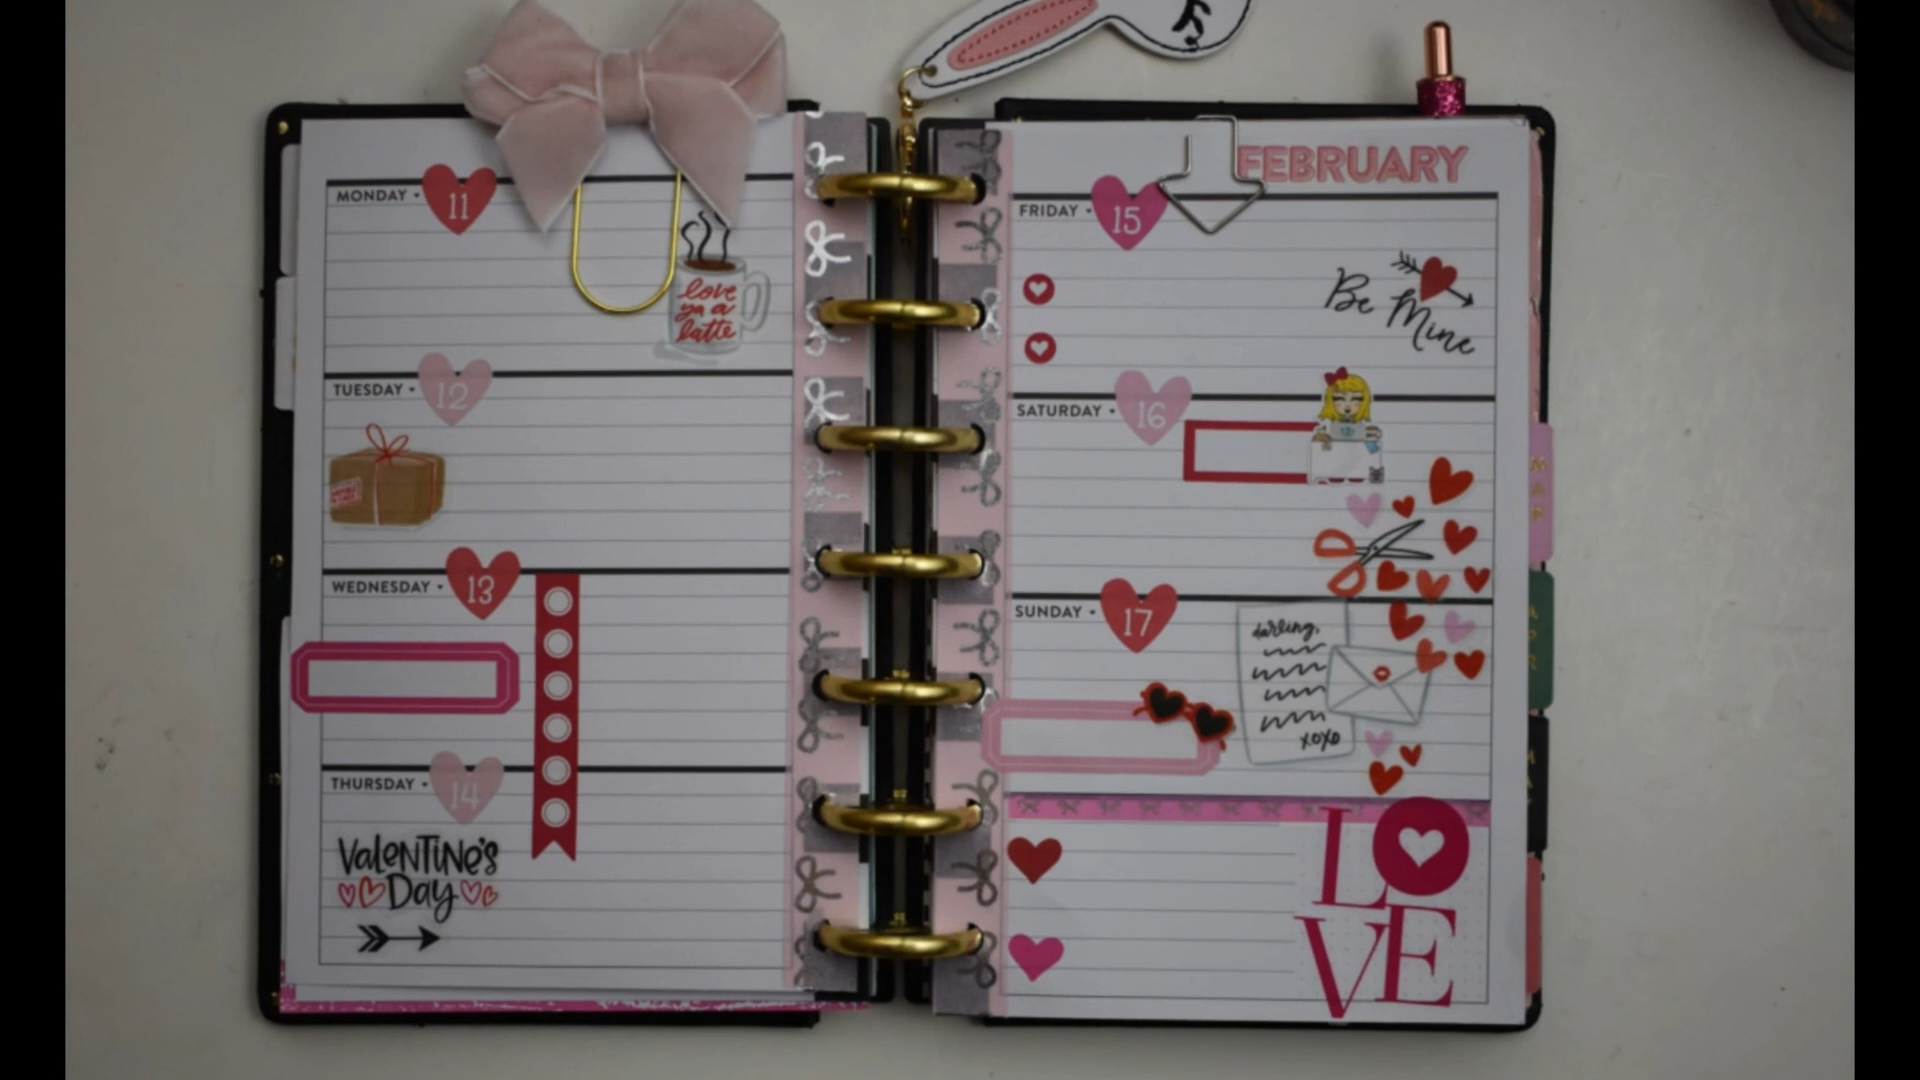 MONDAY
11
love
ya a
latte
TUESDAY
12
WEDNESDAY
13
THURSDAY
14
VALENTINE'S
Day
FEBRUARY
FRIDAY
15
Be Mine
SATURDAY
16
SUNDAY
17
darling,
xoxo
LOVE